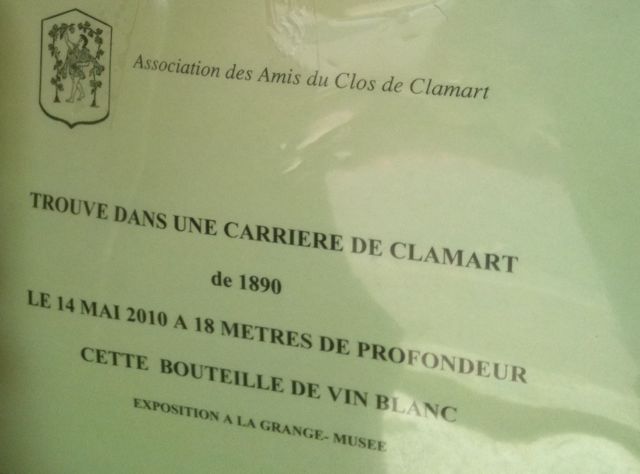 Association des Amis du Clos de Clamart
TROUVE DANS UNE CARRIERE DE CLAMART
de 1890
LE 14 MAI 2010 A 18 METRES DE PROFONDEUR
CETTE BOUTEILLE DE VIN BLANC
EXPOSITION A LA GRANGE- MUSEE